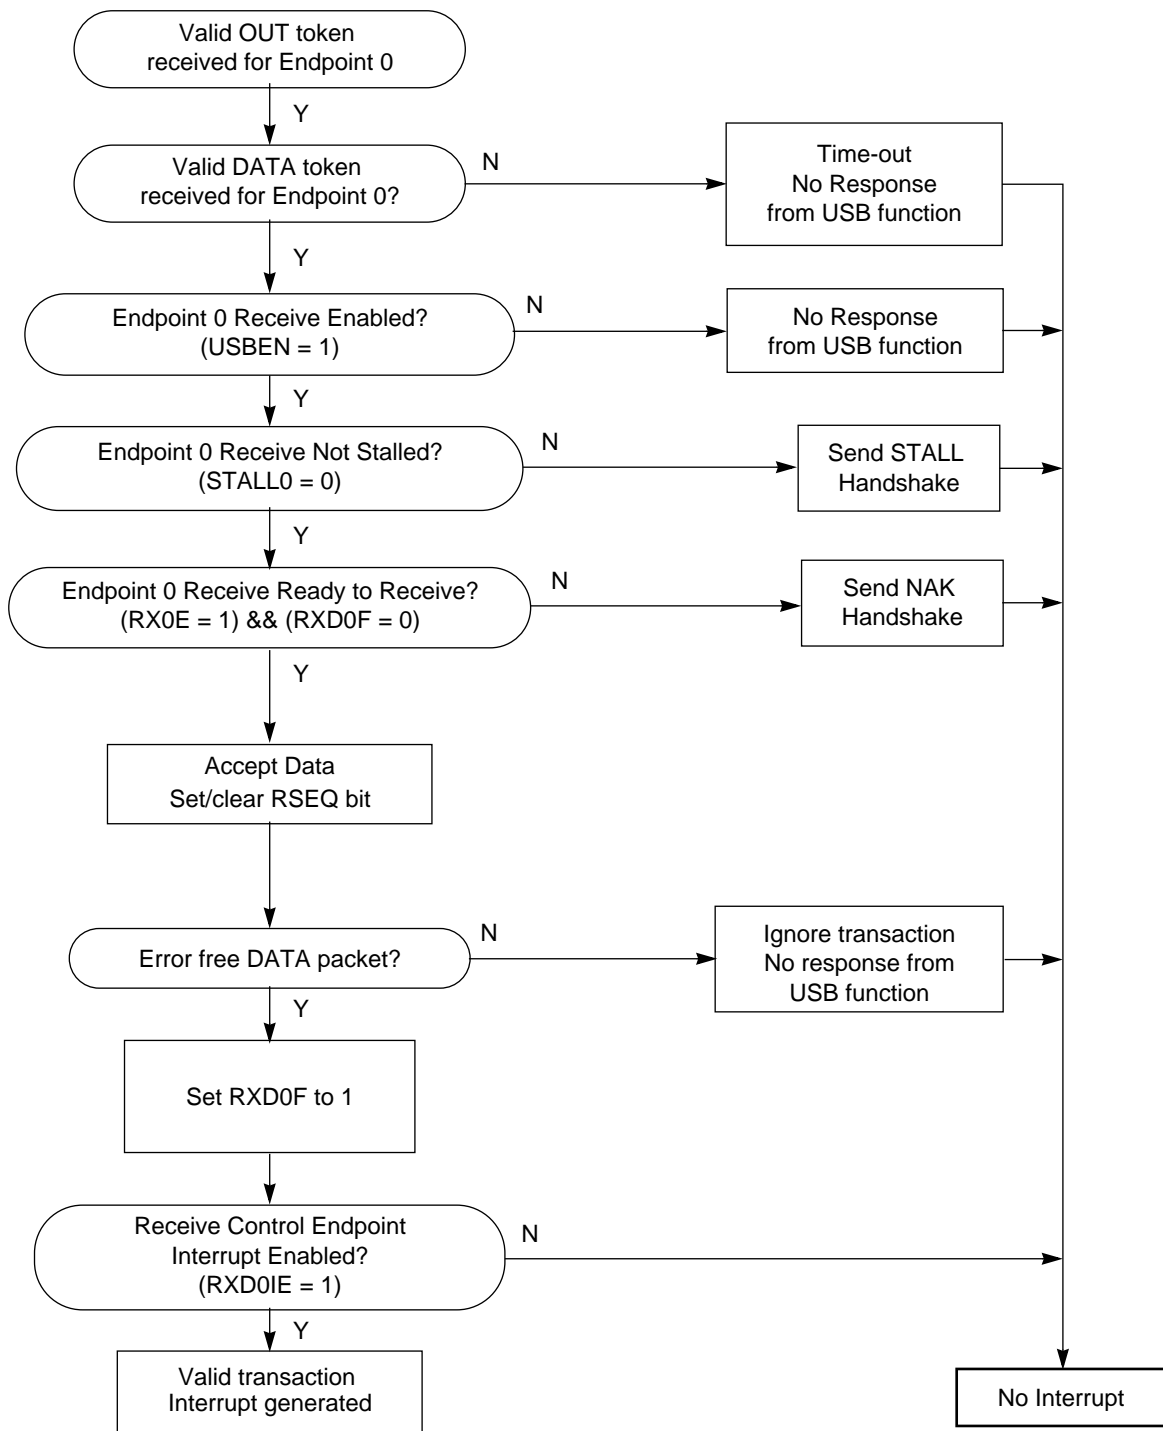 Valid OUT token
received for Endpoint 0
Y
Valid DATA token
received for Endpoint 0?
N
Time-out
No Response
from USB function
Y
Endpoint 0 Receive Enabled?
(USBEN = 1)
N
No Response
from USB function
Y
Endpoint 0 Receive Not Stalled?
(STALL0 = 0)
N
Send STALL
Handshake
Y
Endpoint 0 Receive Ready to Receive?
(RX0E = 1) && (RXD0F = 0)
N
Send NAK
Handshake
Y
Accept Data
Set/clear RSEQ bit
Error free DATA packet?
N
Ignore transaction
No response from
USB function
Y
Set RXD0F to 1
Receive Control Endpoint
Interrupt Enabled?
(RXD0IE = 1)
N
Y
Valid transaction
Interrupt generated
No Interrupt